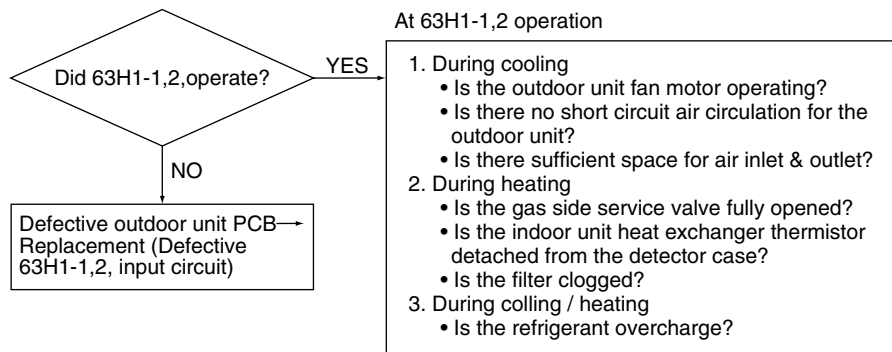 Did 63H1-1,2,operate?
YES
NO
Defective outdoor unit PCB→
Replacement (Defective
63H1-1,2, input circuit)
At 63H1-1,2 operation
1. During cooling
• Is the outdoor unit fan motor operating?
• Is there no short circuit air circulation for the
outdoor unit?
• Is there sufficient space for air inlet & outlet?
2. During heating
• Is the gas side service valve fully opened?
• Is the indoor unit heat exchanger thermistor
detached from the detector case?
• Is the filter clogged?
3. During colling / heating
• Is the refrigerant overcharge?